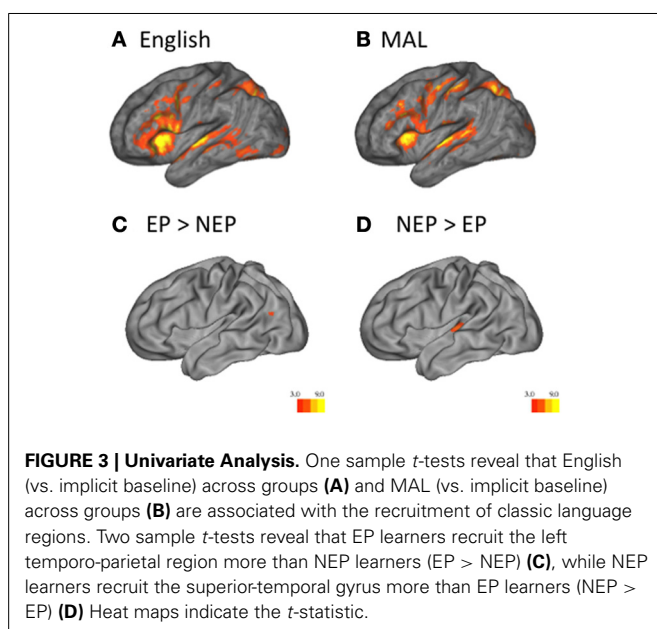 A English
B MAL
C EP > NEP
D NEP > EP
3.0 9.0
3.0 9.0
FIGURE 3 | Univariate Analysis. One sample t-tests reveal that English
(vs. implicit baseline) across groups (A) and MAL (vs. implicit baseline)
across groups (B) are associated with the recruitment of classic language
regions. Two sample t-tests reveal that EP learners recruit the left
temporo-parietal region more than NEP learners (EP > NEP) (C), while NEP
learners recruit the superior-temporal gyrus more than EP learners (NEP >
EP) (D) Heat maps indicate the t-statistic.